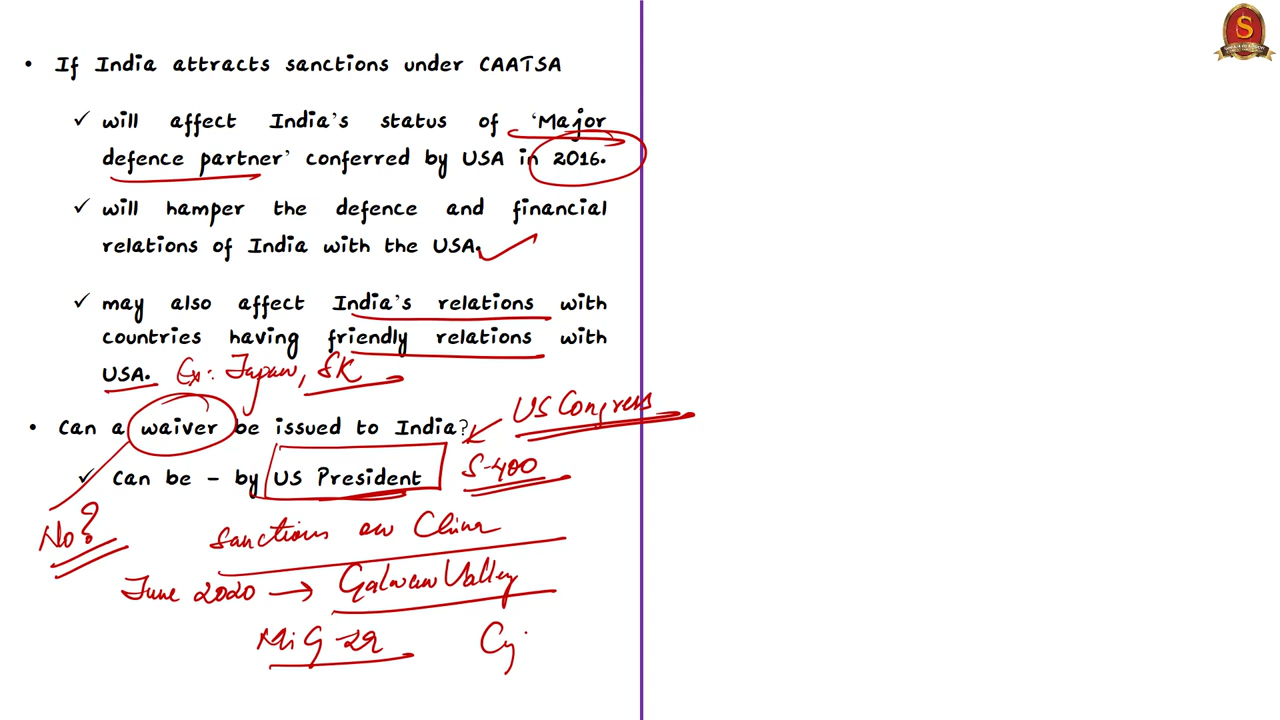 • If India attracts sanctions under CAATSA
✓ will affect India's status of 'Major
defence partner' conferred by USA in 2016.
✓ will hamper the defence and financial
relations of India with the USA.
✓ may also affect India's relations with
countries having friendly relations with
USA. Ex: Japan, SK
• Can a waiver be issued to India?
US Congress
✓ Can be – by US President
S-400
No?
Sanctions on China
June 2020 → Galwan Valley
MiG 29
S